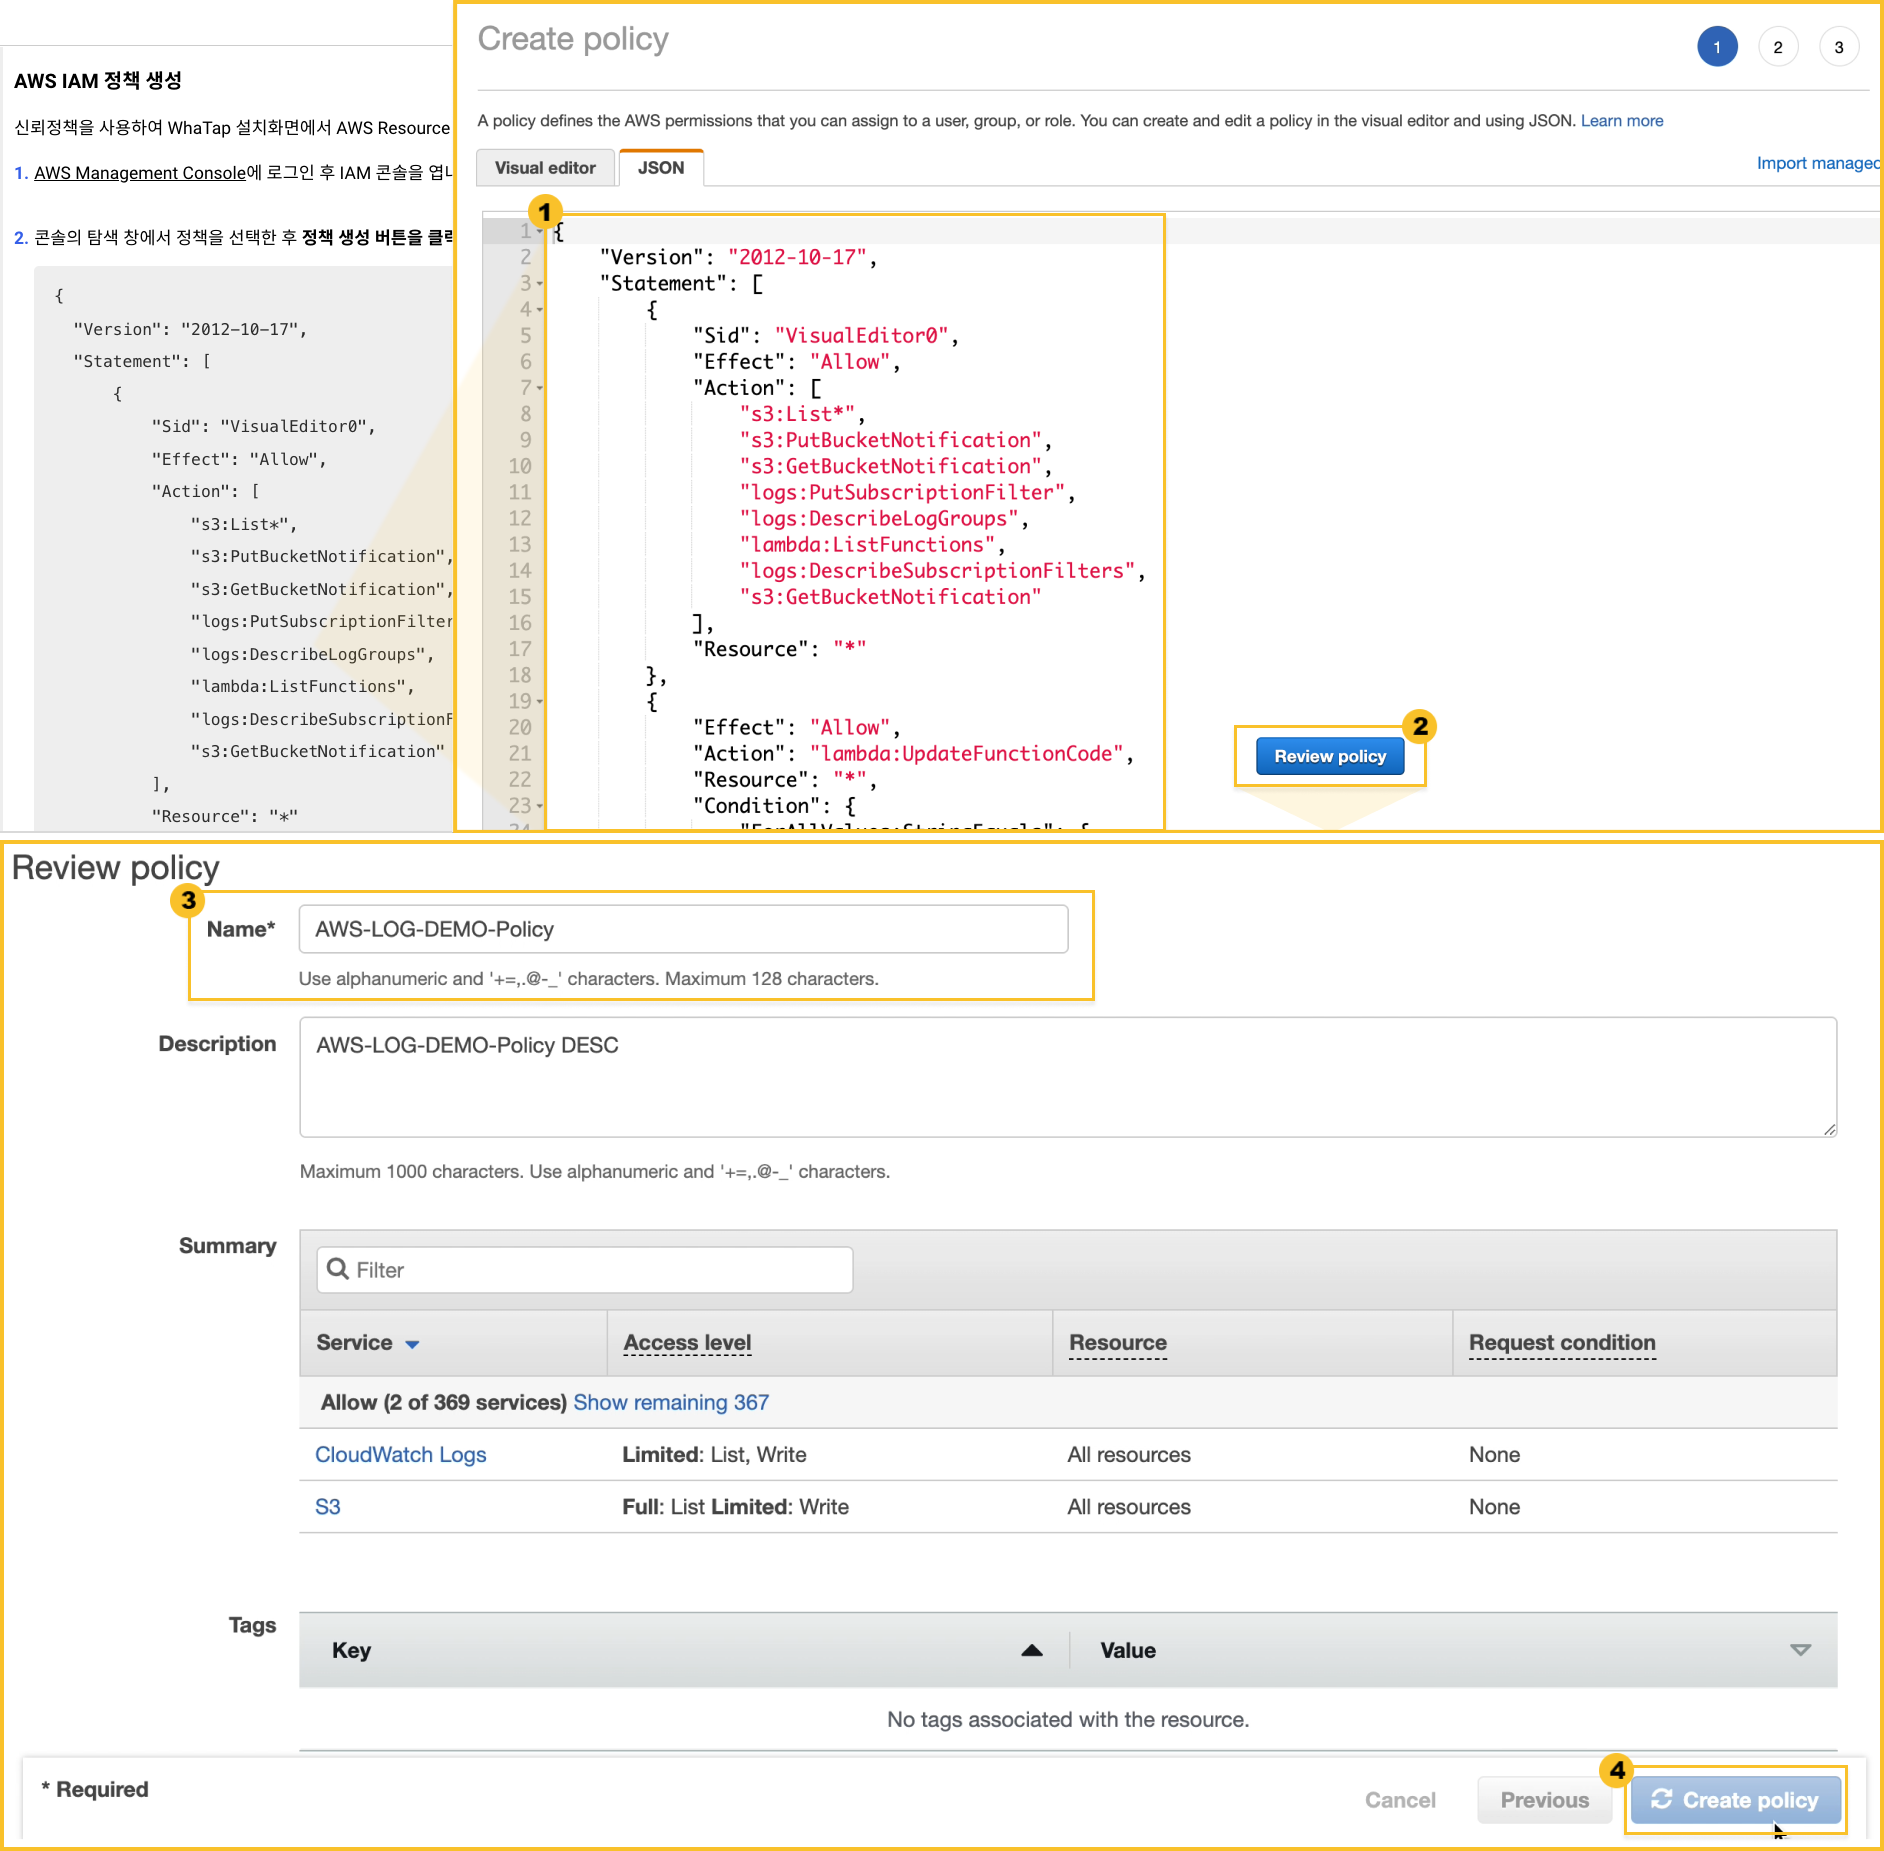 AWS IAM 정책 생성
신뢰정책을 사용하여 WhaTap 설치화면에서 AWS Resource
1. AWS Management Console에 로그인 후 IAM 콘솔을 엽니
2. 콘솔의 탐색 창에서 정책을 선택한 후 정책 생성 버튼을 클릭
{
"Version": "2012-10-17",
"Statement": [
{
"Sid": "VisualEditor0",
"Effect": "Allow",
"Action": [
"s3:List*",
"s3:PutBucketNotification",
"s3:GetBucketNotification",
"logs:PutSubscriptionFilter
"logs:DescribeLogGroups",
"lambda:ListFunctions",
"logs:DescribeSubscriptionF
"s3:GetBucketNotification"
],
"Resource": "*"
Create policy
1 2 3
A policy defines the AWS permissions that you can assign to a user, group, or role. You can create and edit a policy in the visual editor and using JSON. Learn more
Visual editor JSON
Import managed
1
1 {
2 "Version": "2012-10-17",
3 "Statement": [
4 {
5 "Sid": "VisualEditor0",
6 "Effect": "Allow",
7 "Action": [
8 "s3:List*",
9 "s3:PutBucketNotification",
10 "s3:GetBucketNotification",
11 "logs:PutSubscriptionFilter",
12 "logs:DescribeLogGroups",
13 "lambda:ListFunctions",
14 "logs:DescribeSubscriptionFilters",
15 "s3:GetBucketNotification"
16 ],
17 "Resource": "*"
18 },
19 {
20 "Effect": "Allow",
21 "Action": "lambda:UpdateFunctionCode",
22 "Resource": "*",
23 "Condition": {
24 "ForAllValues:StringEquals": {
2
Review policy
Review policy
3
Name* AWS-LOG-DEMO-Policy
Use alphanumeric and '+=,.@-_' characters. Maximum 128 characters.
Description AWS-LOG-DEMO-Policy DESC
Maximum 1000 characters. Use alphanumeric and '+=,.@-_' characters.
Summary Filter
Service Access level Resource Request condition
Allow (2 of 369 services) Show remaining 367
CloudWatch Logs Limited: List, Write All resources None
S3 Full: List Limited: Write All resources None
Tags
Key Value
No tags associated with the resource.
* Required
4
Cancel Previous Create policy